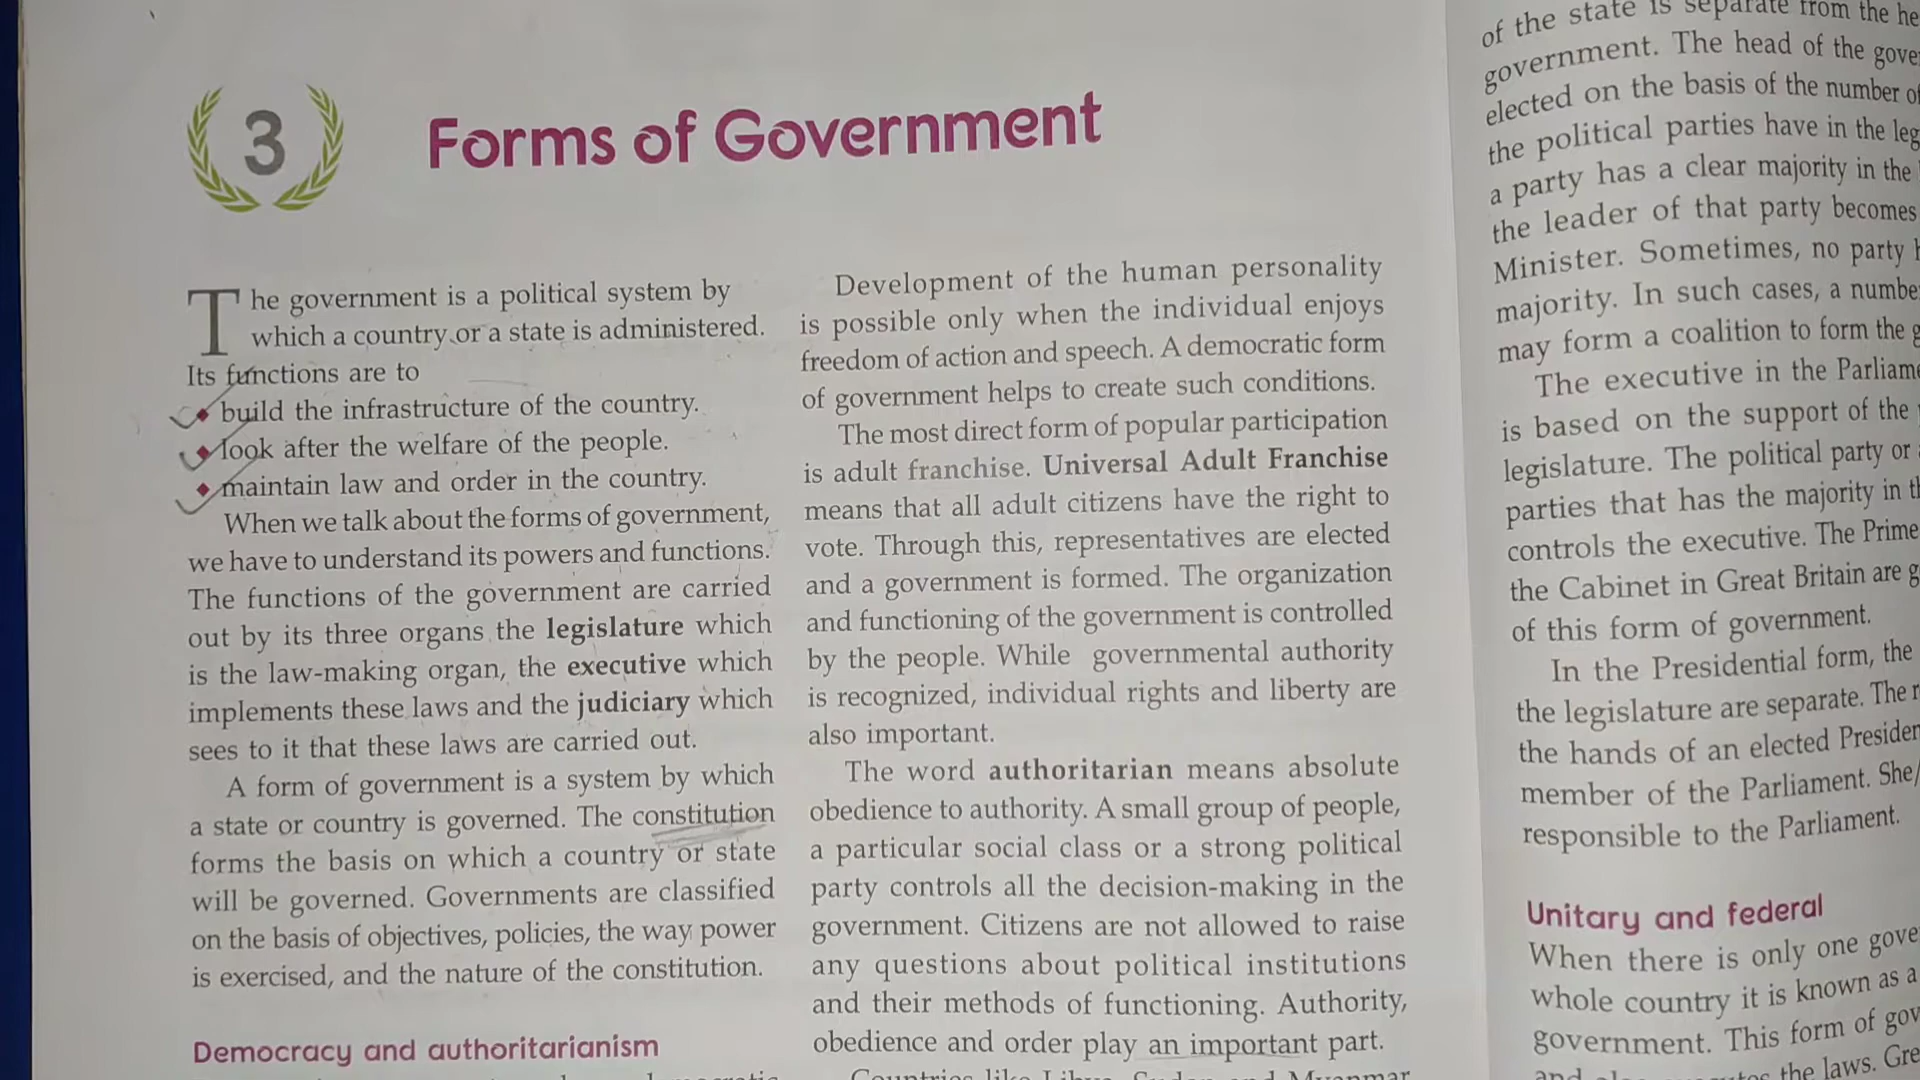 3
Forms of Government
The government is a political system by
which a country or a state is administered.
Its functions are to
build the infrastructure of the country.
look after the welfare of the people.
maintain law and order in the country.
When we talk about the forms of government,
we have to understand its powers and functions.
The functions of the government are carried
out by its three organs the legislature which
is the law-making organ, the executive which
implements these laws and the judiciary which
sees to it that these laws are carried out.
A form of government is a system by which
a state or country is governed. The constitution
forms the basis on which a country or state
will be governed. Governments are classified
on the basis of objectives, policies, the way power
is exercised, and the nature of the constitution.
Democracy and authoritarianism
Development of the human personality
is possible only when the individual enjoys
freedom of action and speech. A democratic form
of government helps to create such conditions.
The most direct form of popular participation
is adult franchise. Universal Adult Franchise
means that all adult citizens have the right to
vote. Through this, representatives are elected
and a government is formed. The organization
and functioning of the government is controlled
by the people. While governmental authority
is recognized, individual rights and liberty are
also important.
The word authoritarian means absolute
obedience to authority. A small group of people,
a particular social class or a strong political
party controls all the decision-making in the
government. Citizens are not allowed to raise
any questions about political institutions
and their methods of functioning. Authority,
obedience and order play an important part.
Countries like Libya, Sudan and Myanmar
of the state is separate from the he
government. The head of the gove
elected on the basis of the number of
the political parties have in the leg
a party has a clear majority in the
the leader of that party becomes
Minister. Sometimes, no party h
majority. In such cases, a numbe
may form a coalition to form the g
The executive in the Parliame
is based on the support of the
legislature. The political party or
parties that has the majority in th
controls the executive. The Prime
the Cabinet in Great Britain are g
of this form of government.
In the Presidential form, the
the legislature are separate. The r
the hands of an elected Presiden
member of the Parliament. She/
responsible to the Parliament.
Unitary and federal
When there is only one gove
whole country it is known as a
government. This form of gov
the laws. Gre